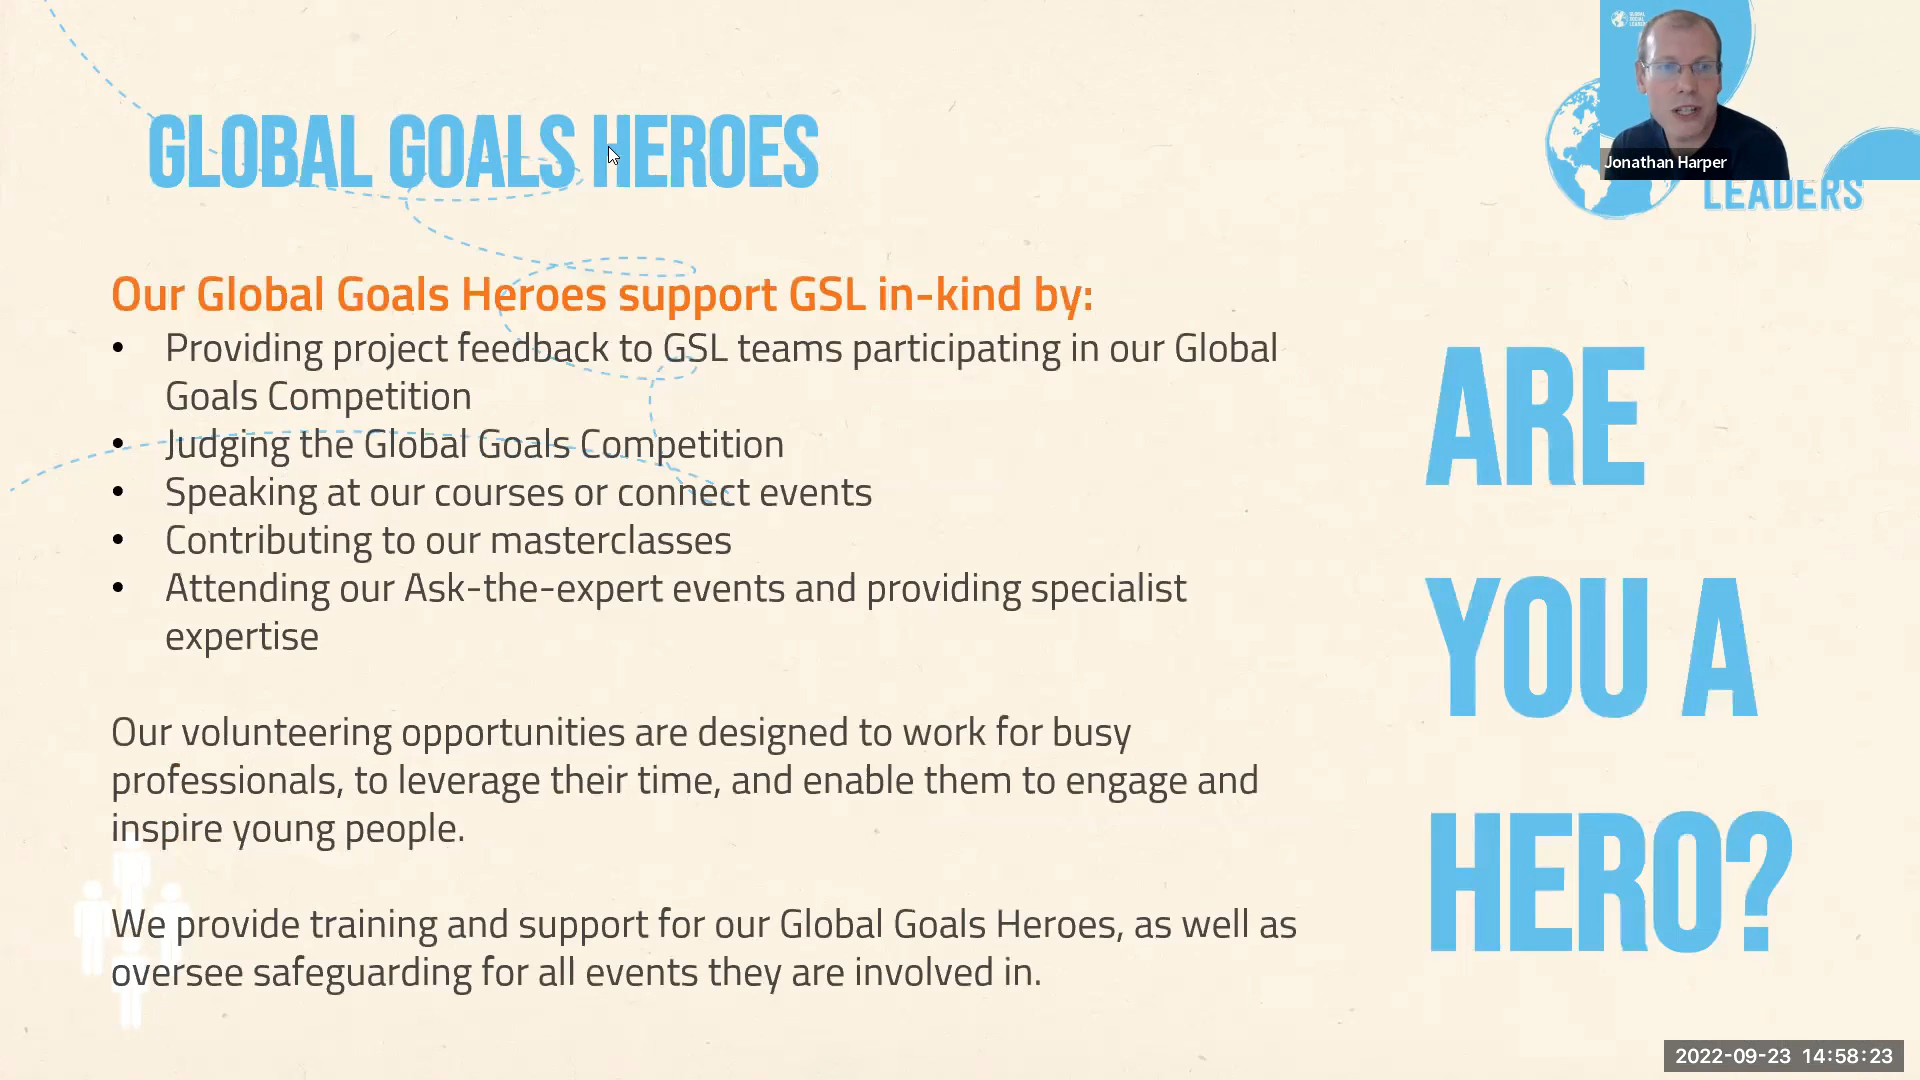 GLOBAL GOALS HEROES
Jonathan Harper
LEADERS
Our Global Goals Heroes support GSL in-kind by:
• Providing project feedback to GSL teams participating in our Global
Goals Competition
• Judging the Global Goals Competition
• Speaking at our courses or connect events
• Contributing to our masterclasses
• Attending our Ask-the-expert events and providing specialist
expertise
Our volunteering opportunities are designed to work for busy
professionals, to leverage their time, and enable them to engage and
inspire young people.
We provide training and support for our Global Goals Heroes, as well as
oversee safeguarding for all events they are involved in.
ARE
YOU A
HERO?
2022-09-23 14:58:23